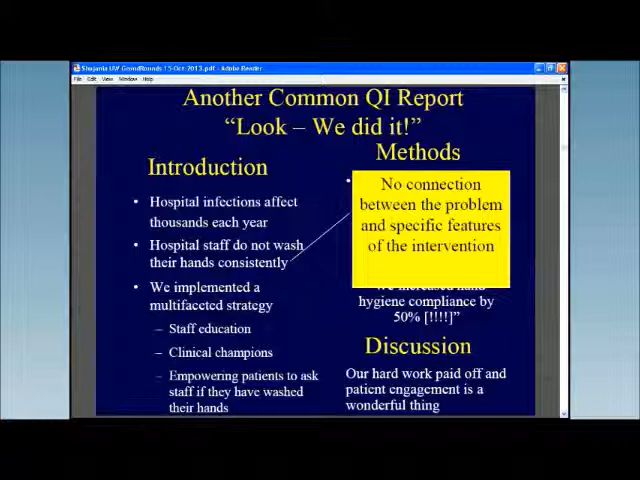 Shojania UW GrandRounds 15-Oct-2013.pdf - Adobe Reader
File Edit View Window Help
Another Common QI Report
“Look – We did it!”
Introduction
• Hospital infections affect
thousands each year
• Hospital staff do not wash
their hands consistently
• We implemented a
multifaceted strategy
– Staff education
– Clinical champions
– Empowering patients to ask
staff if they have washed
their hands
Methods
•
No connection
between the problem
and specific features
of the intervention
“We increased hand
hygiene compliance by
50% [!!!!]”
Discussion
Our hard work paid off and
patient engagement is a
wonderful thing